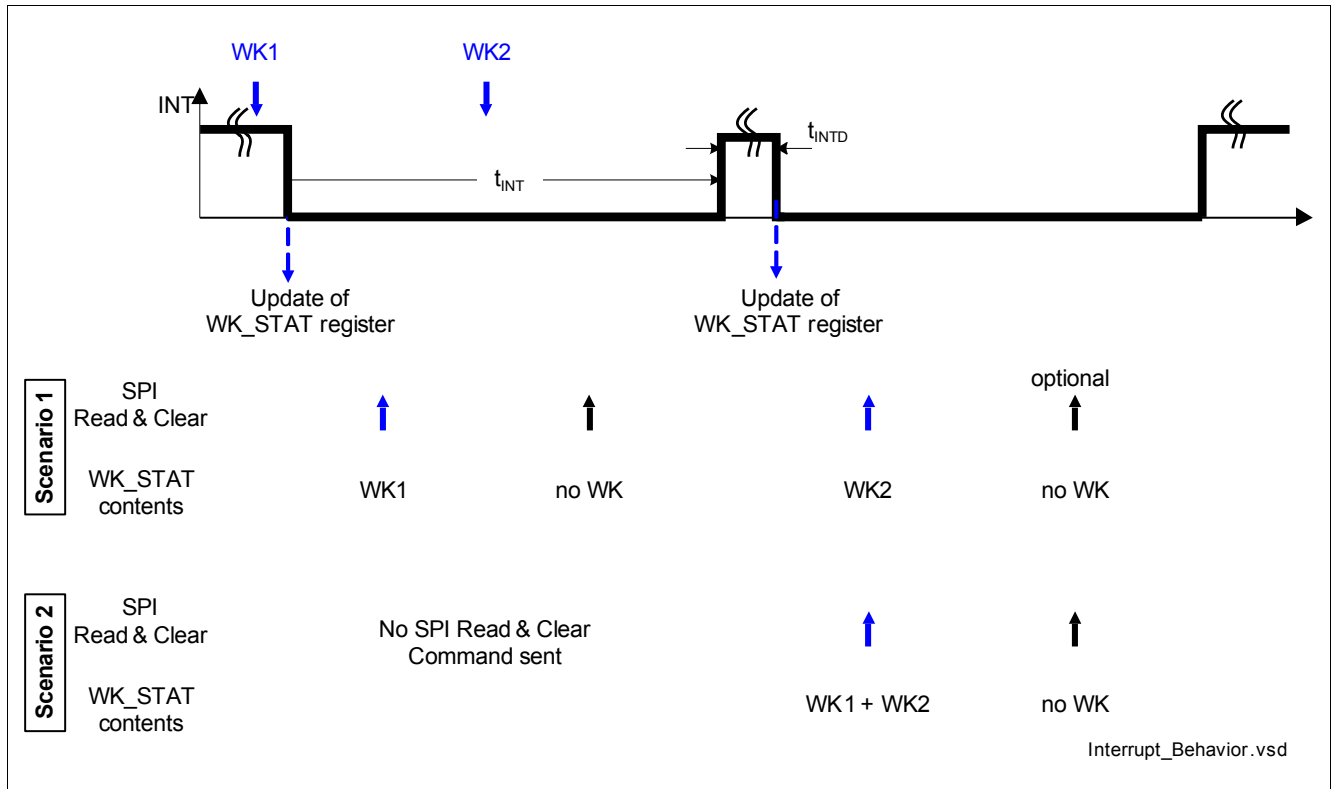 WK1
WK2
INT
tINTD
tINT
Update of
WK_STAT register
Update of
WK_STAT register
Scenario 1
SPI
Read & Clear
optional
WK_STAT
contents
WK1
no WK
WK2
no WK
Scenario 2
SPI
Read & Clear
No SPI Read & Clear
Command sent
WK_STAT
contents
WK1 + WK2
no WK
Interrupt_Behavior.vsd